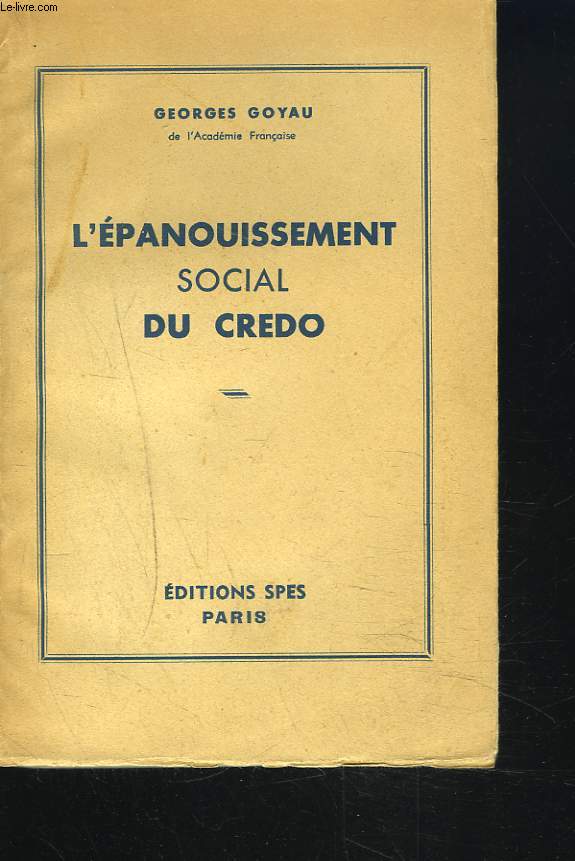 Le-livre.com
GEORGES GOYAU
de l'Académie Française
L'ÉPANOUISSEMENT
SOCIAL
DU CREDO
ÉDITIONS SPES
PARIS